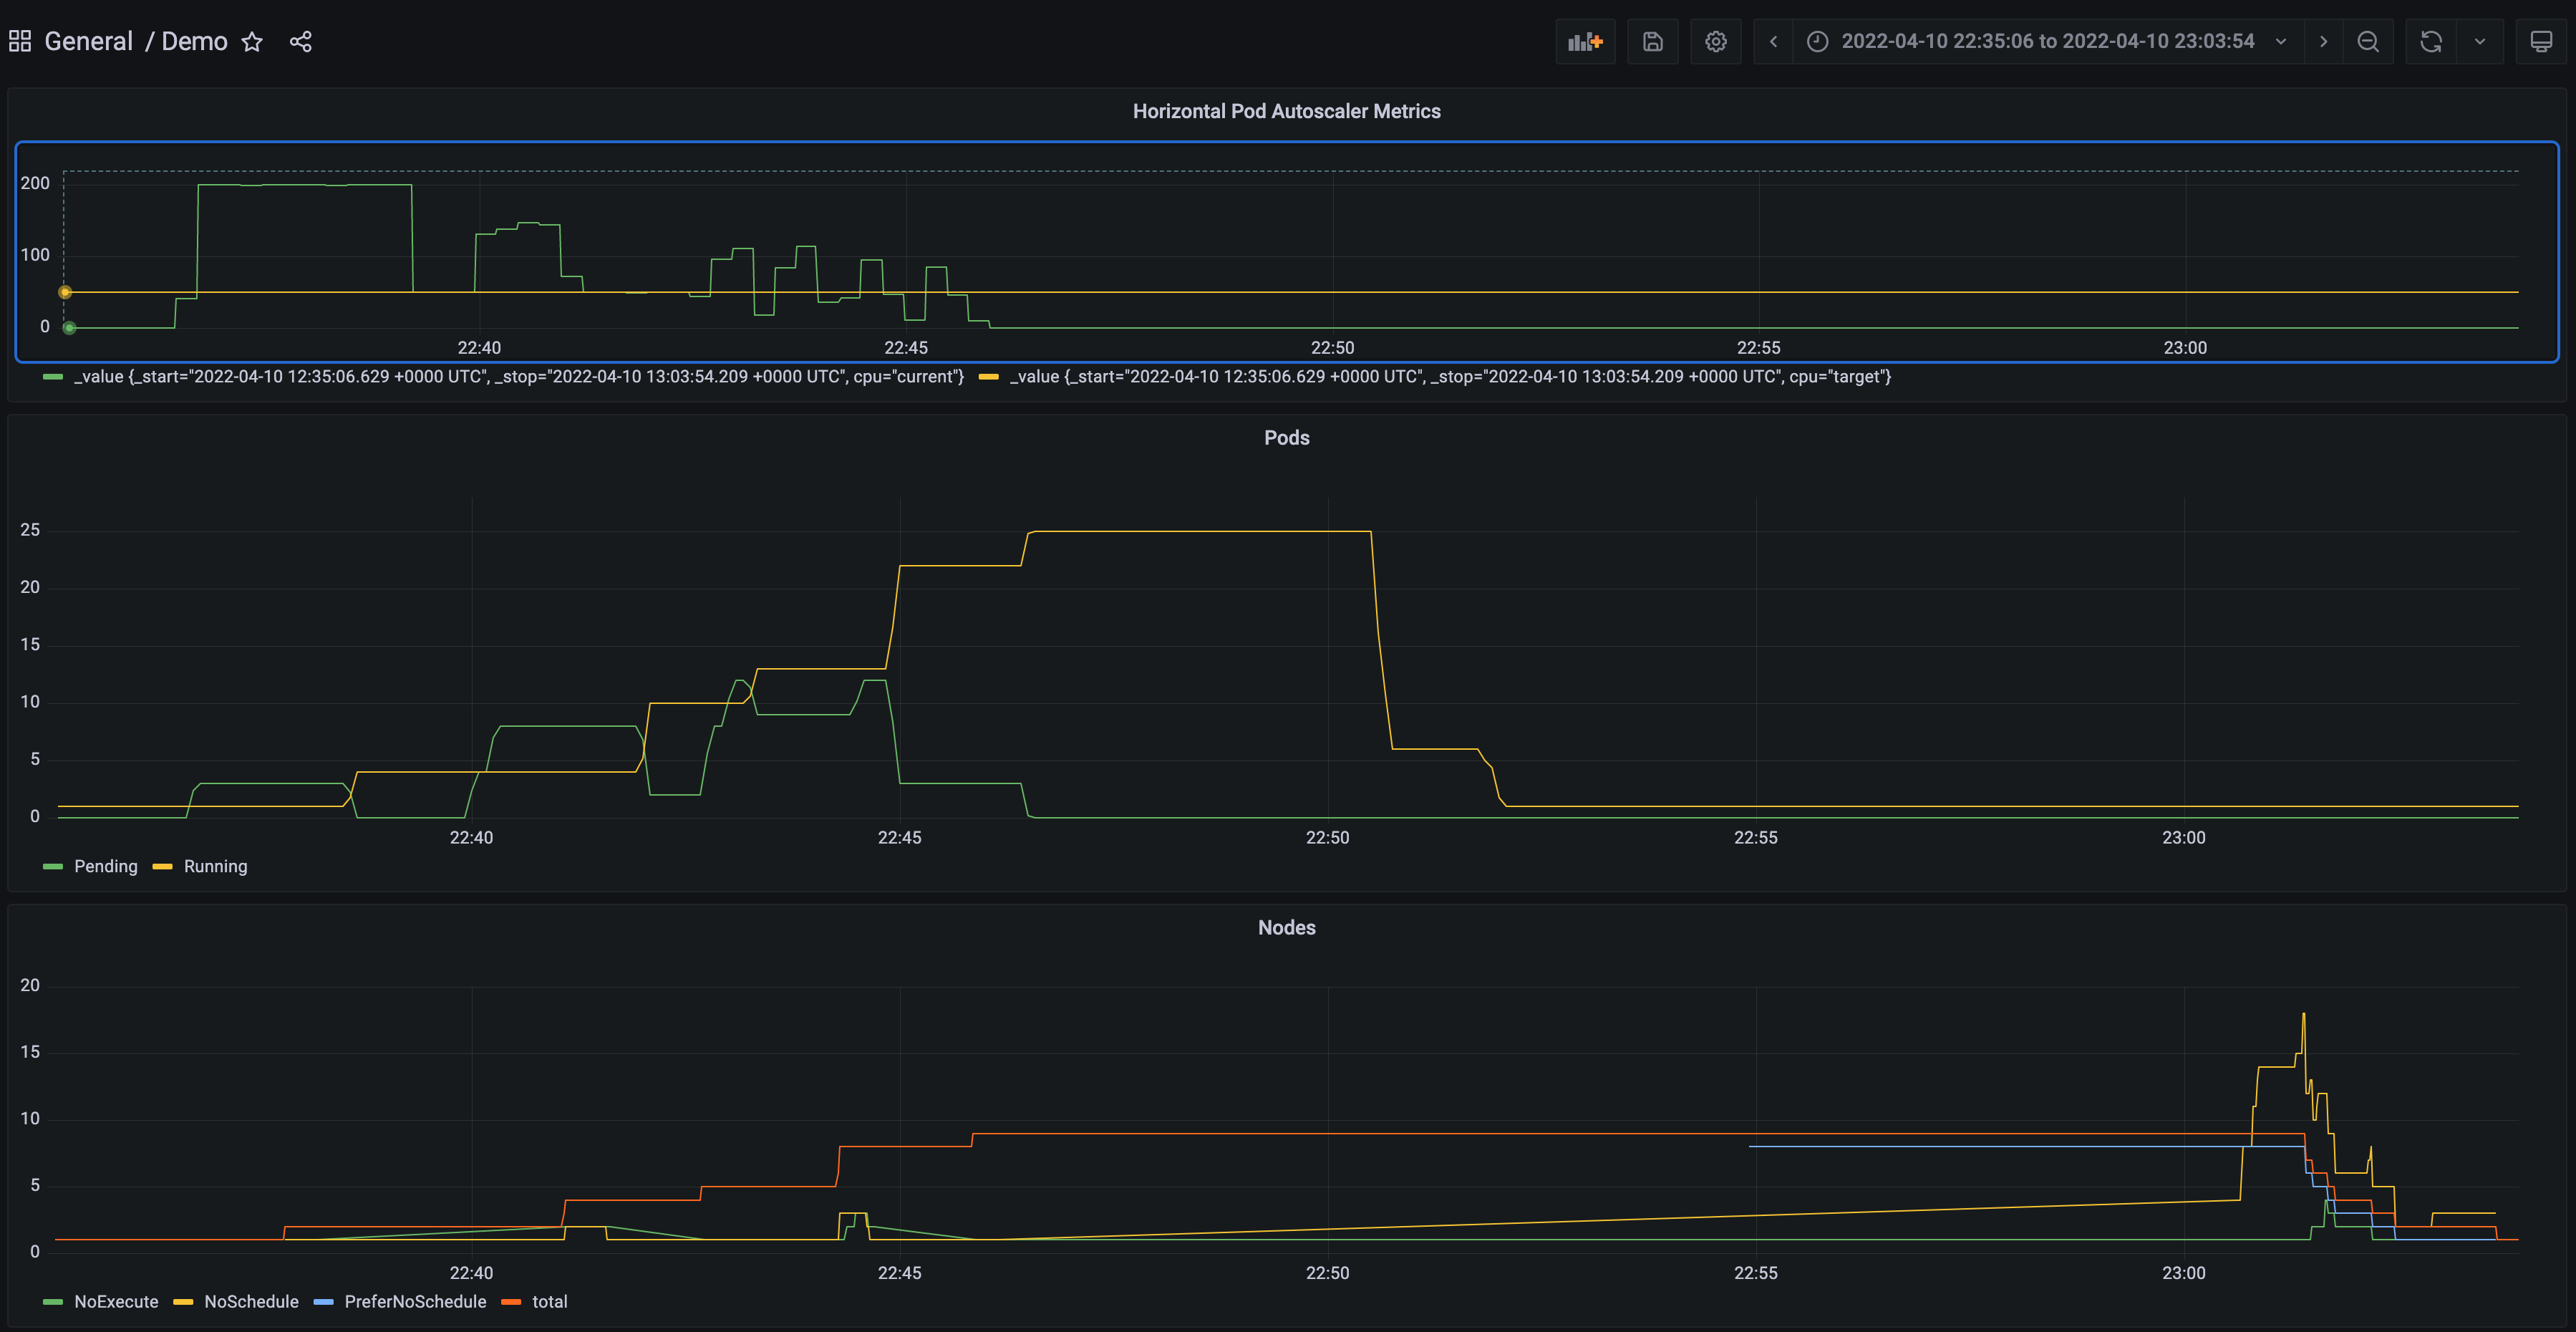 General / Demo
2022-04-10 22:35:06 to 2022-04-10 23:03:54
Horizontal Pod Autoscaler Metrics
200
100
0
22:40 22:45 22:50 22:55 23:00
_value {_start="2022-04-10 12:35:06.629 +0000 UTC", _stop="2022-04-10 13:03:54.209 +0000 UTC", cpu="current"} _value {_start="2022-04-10 12:35:06.629 +0000 UTC", _stop="2022-04-10 13:03:54.209 +0000 UTC", cpu="target"}
Pods
25
20
15
10
5
0
22:40 22:45 22:50 22:55 23:00
Pending Running
Nodes
20
15
10
5
0
22:40 22:45 22:50 22:55 23:00
NoExecute NoSchedule PreferNoSchedule total